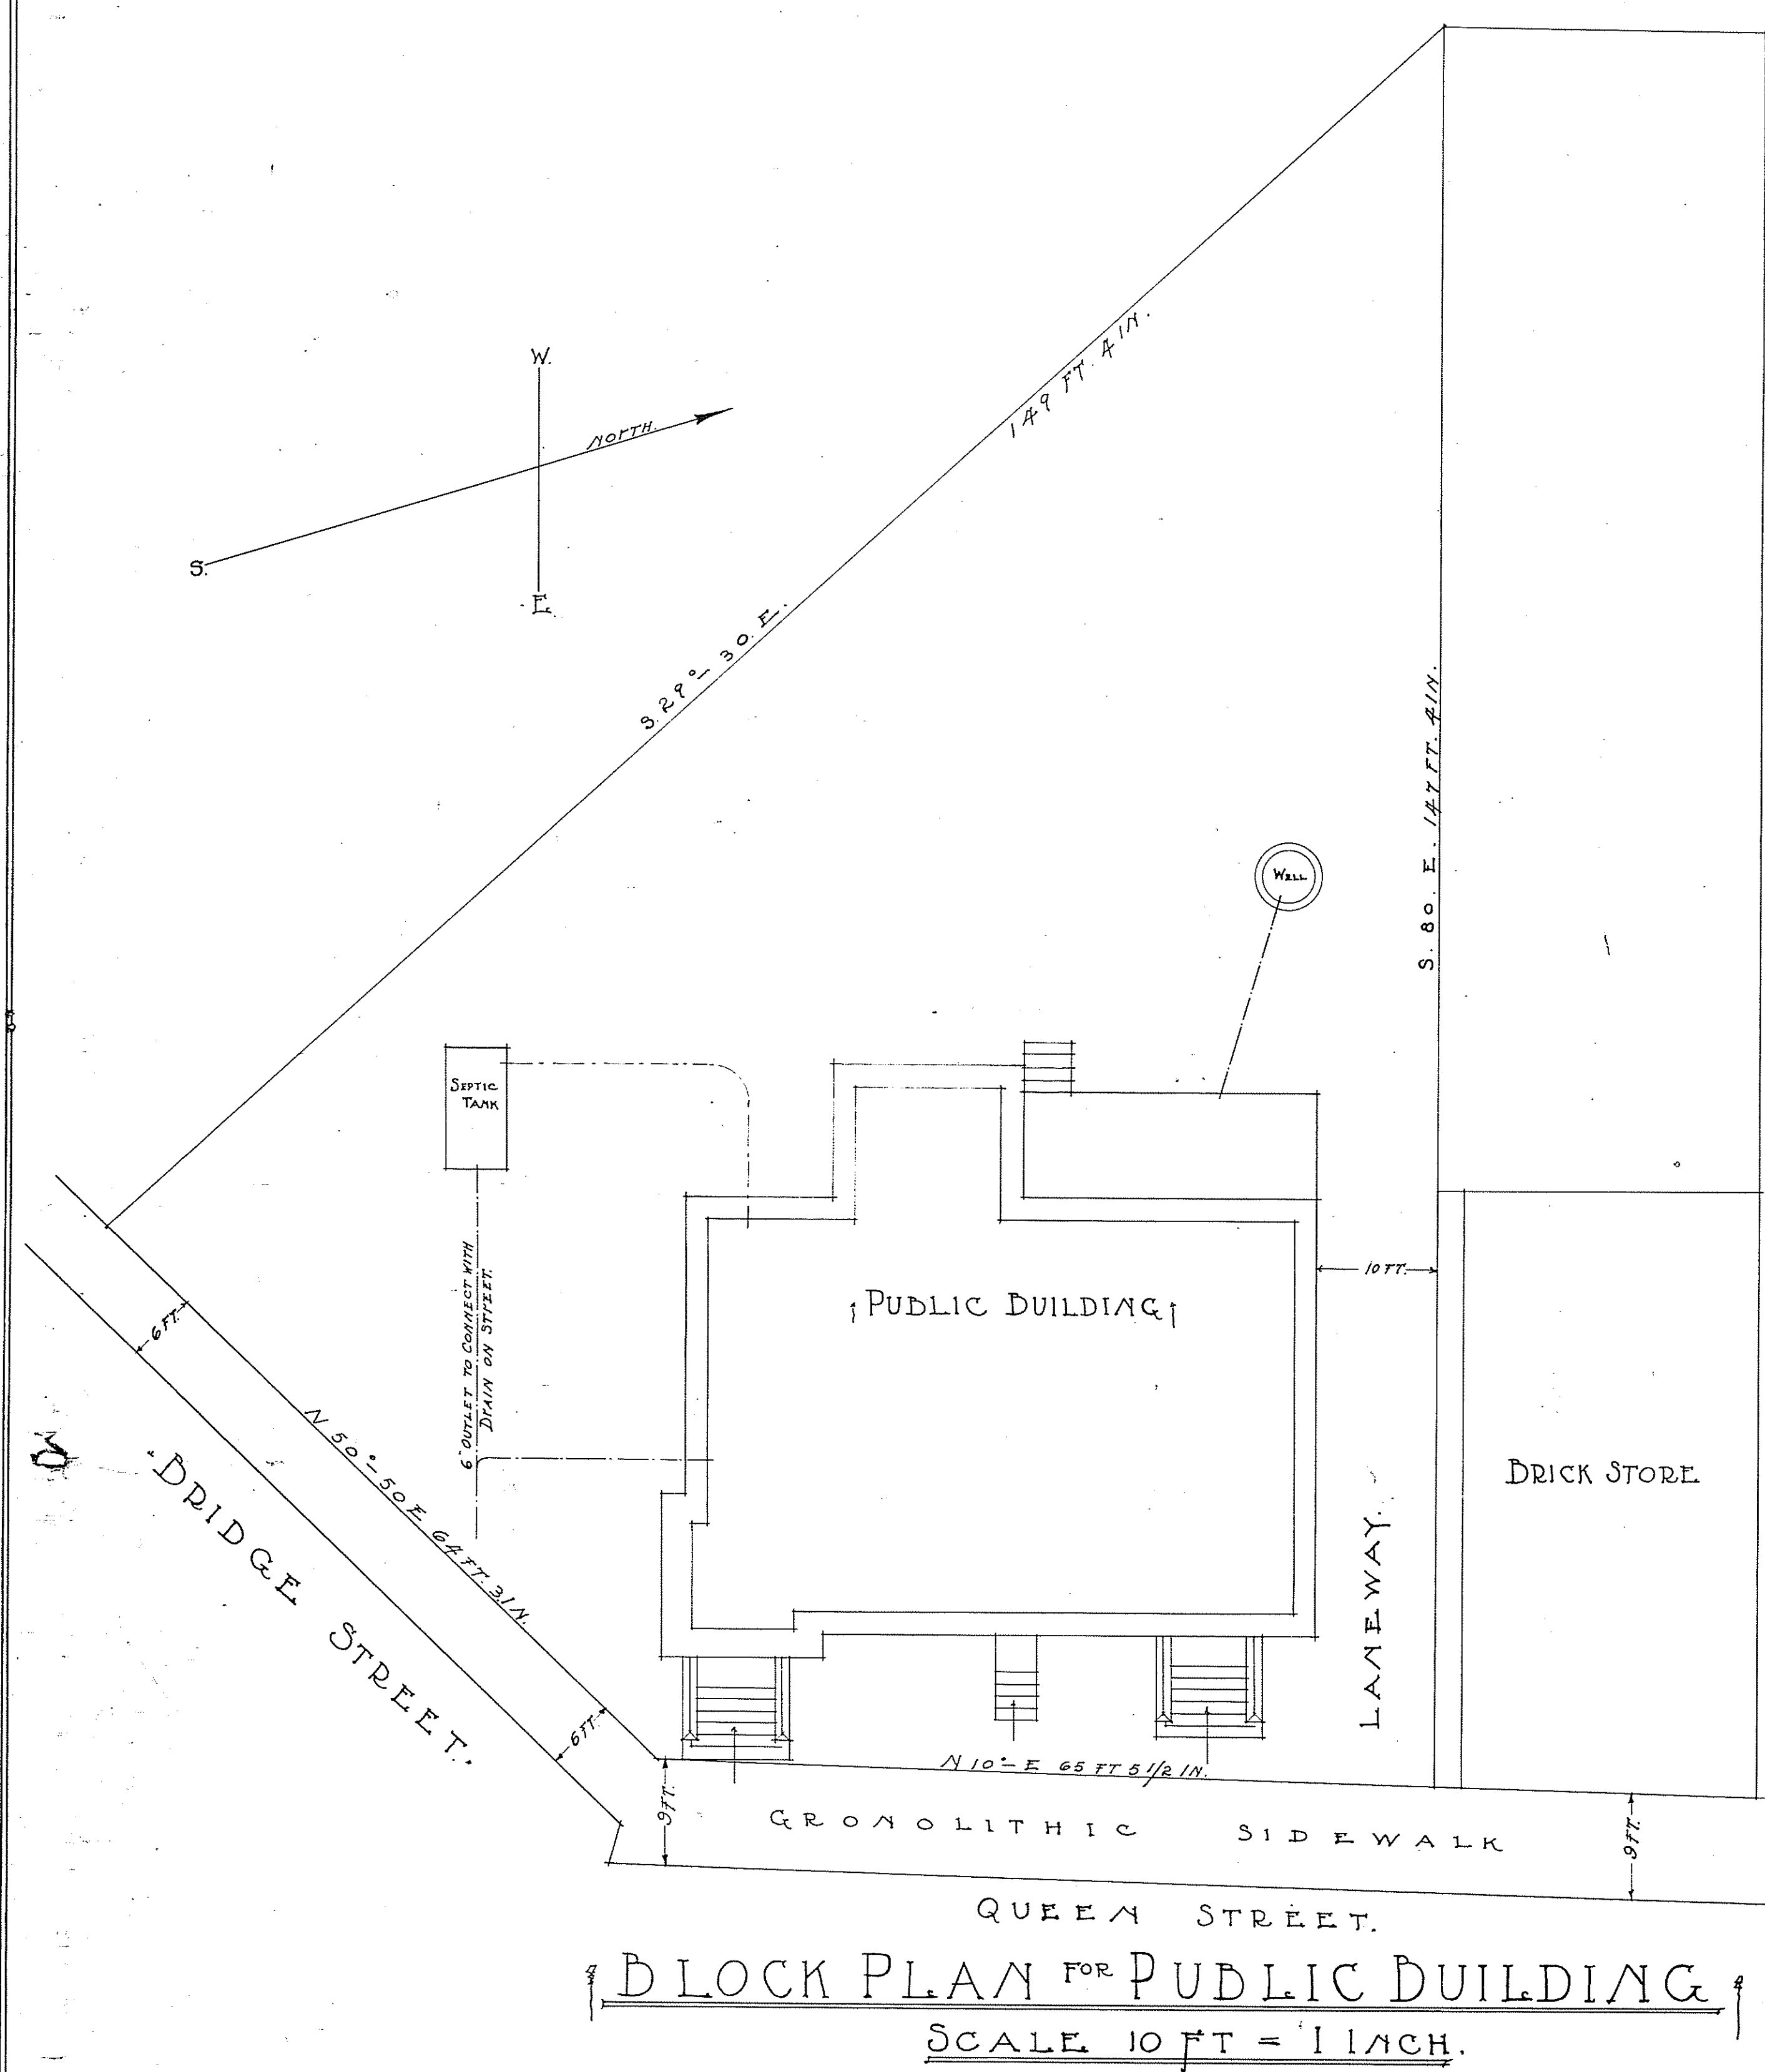 W.
NORTH.
S.
E.
149 FT. 4 IN.
S. 29°- 30. E.
S. 80. E. 147 FT. 4 IN.
WELL
SEPTIC
TANK
6" OUTLET TO CONNECT WITH
DRAIN ON STREET.
10 FT.
PUBLIC BUILDING
6 FT.
N 50°- 50 E 64 FT. 3 IN.
BRIDGE STREET.
BRICK STORE
LANEWAY.
6 FT.
N 10°- E 65 FT 5 1/2 IN.
9 FT.
GRONOLITHIC SIDEWALK
9 FT.
QUEEN STREET.
BLOCK PLAN FOR PUBLIC BUILDING
SCALE 10 FT = 1 INCH.